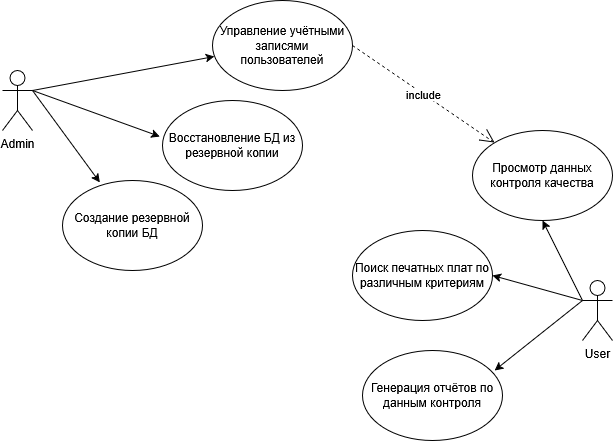 Управление учётными
записями
пользователей
Admin
include
Восстановление БД из
резервной копии
Просмотр данных
контроля качества
Создание резервной
копии БД
Поиск печатных плат по
различным критериям
User
Генерация отчётов по
данным контроля